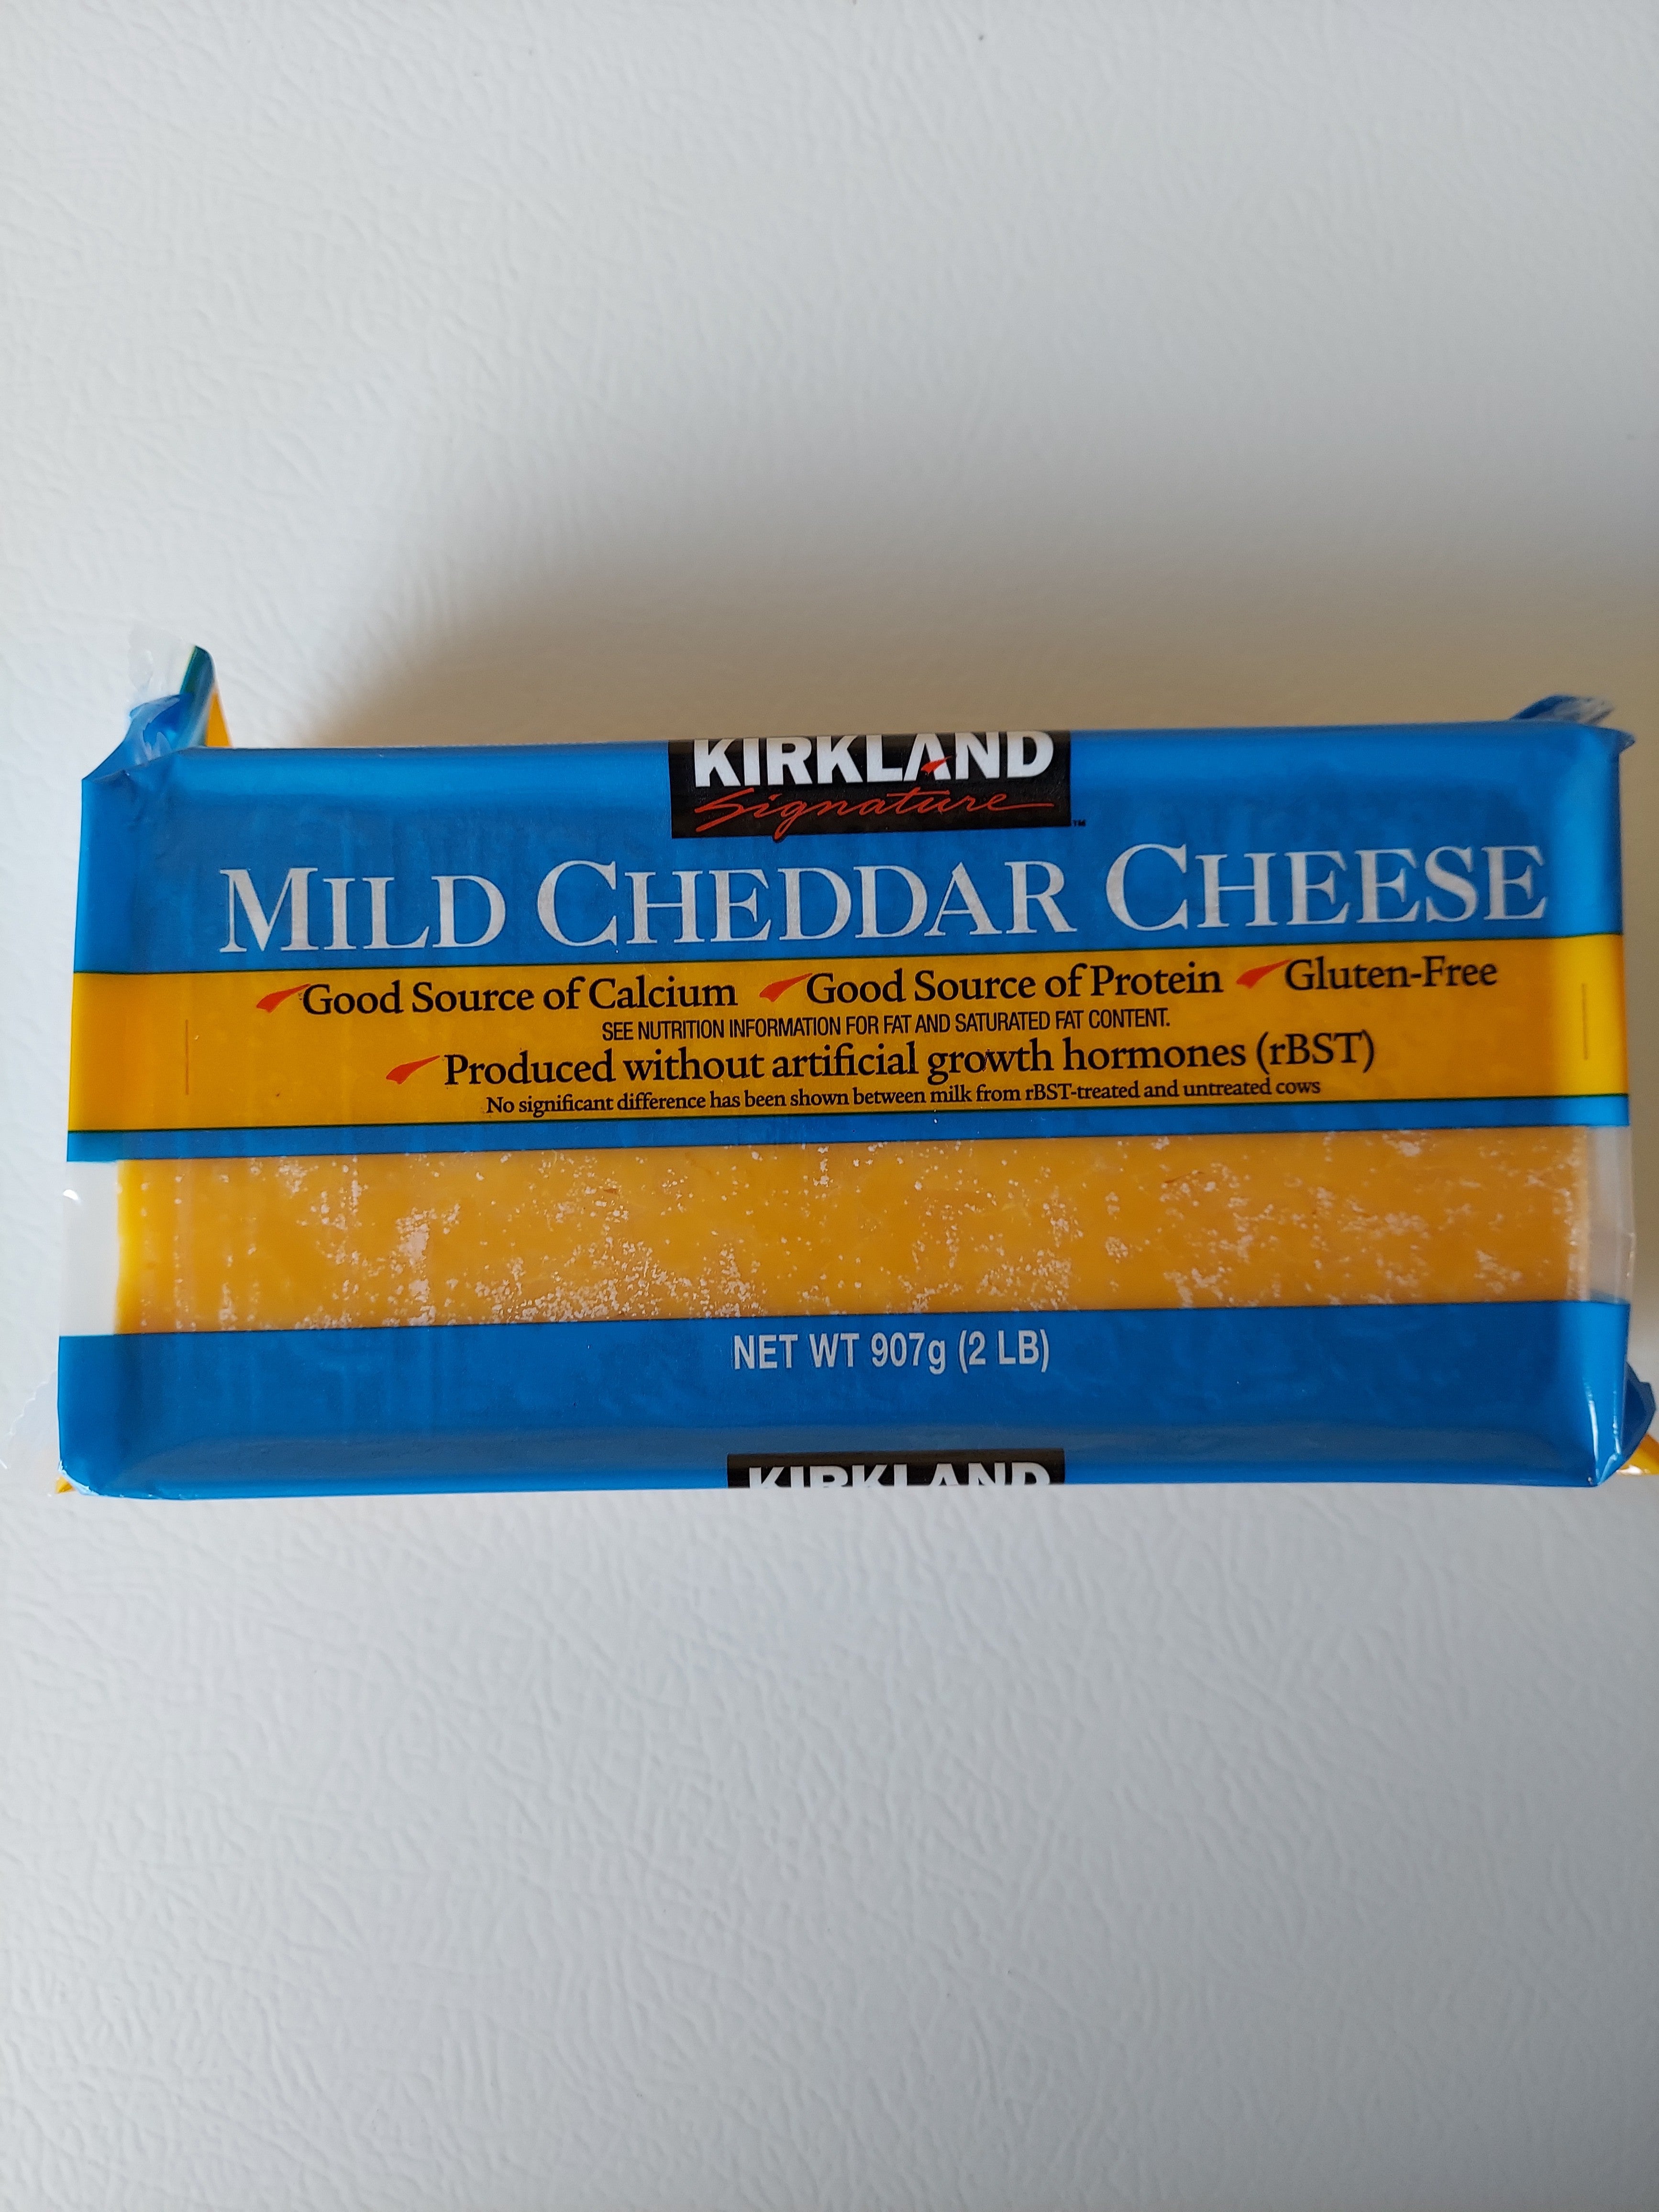 KIRKLAND
Signature™
MILD CHEDDAR CHEESE
Good Source of Calcium Good Source of Protein Gluten-Free
SEE NUTRITION INFORMATION FOR FAT AND SATURATED FAT CONTENT.
Produced without artificial growth hormones (rBST)
No significant difference has been shown between milk from rBST-treated and untreated cows
NET WT 907g (2 LB)
KIRKLAND